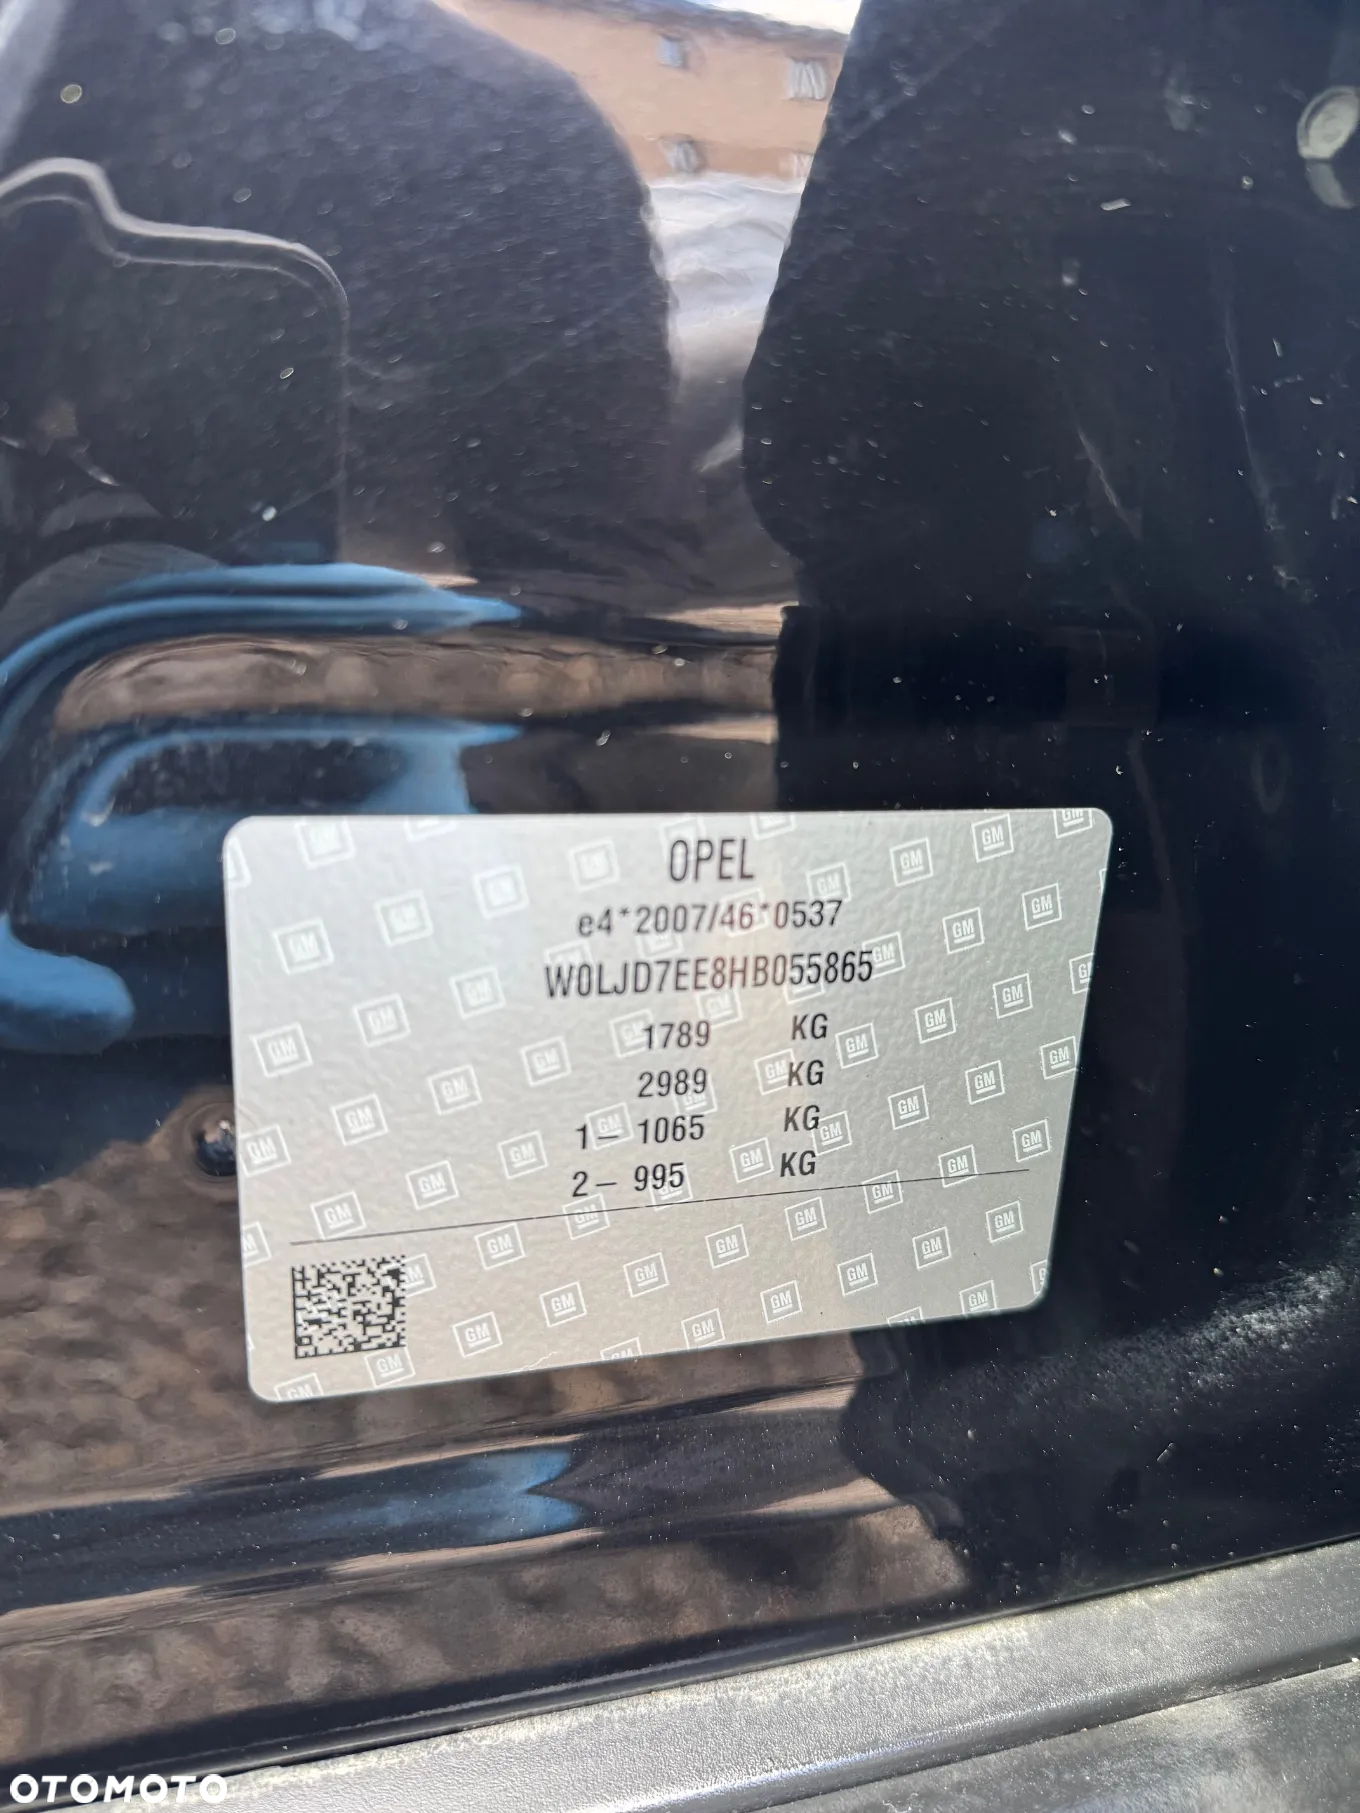 OPEL
e4*2007/46*0537
W0LJD7EE8HB055865
1789 KG
2989 KG
1– 1065 KG
2– 995 KG
OTOMOTO